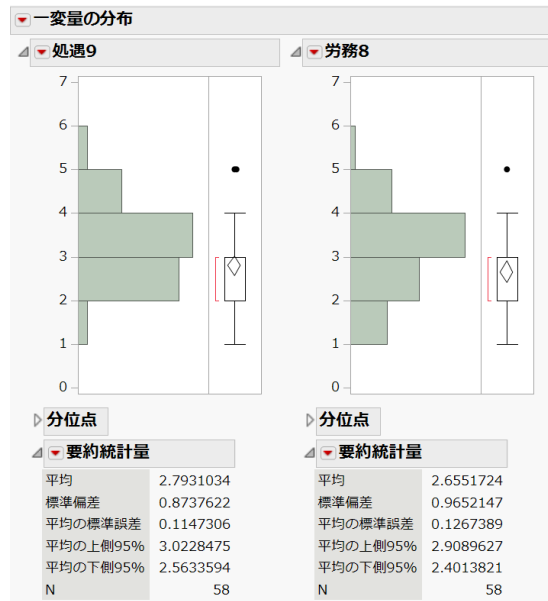 一変量の分布
処遇9
7
6
5
4
3
2
1
0
分位点
要約統計量
平均 2.7931034
標準偏差 0.8737622
平均の標準誤差 0.1147306
平均の上側95% 3.0228475
平均の下側95% 2.5633594
N 58
労務8
7
6
5
4
3
2
1
0
分位点
要約統計量
平均 2.6551724
標準偏差 0.9652147
平均の標準誤差 0.1267389
平均の上側95% 2.9089627
平均の下側95% 2.4013821
N 58